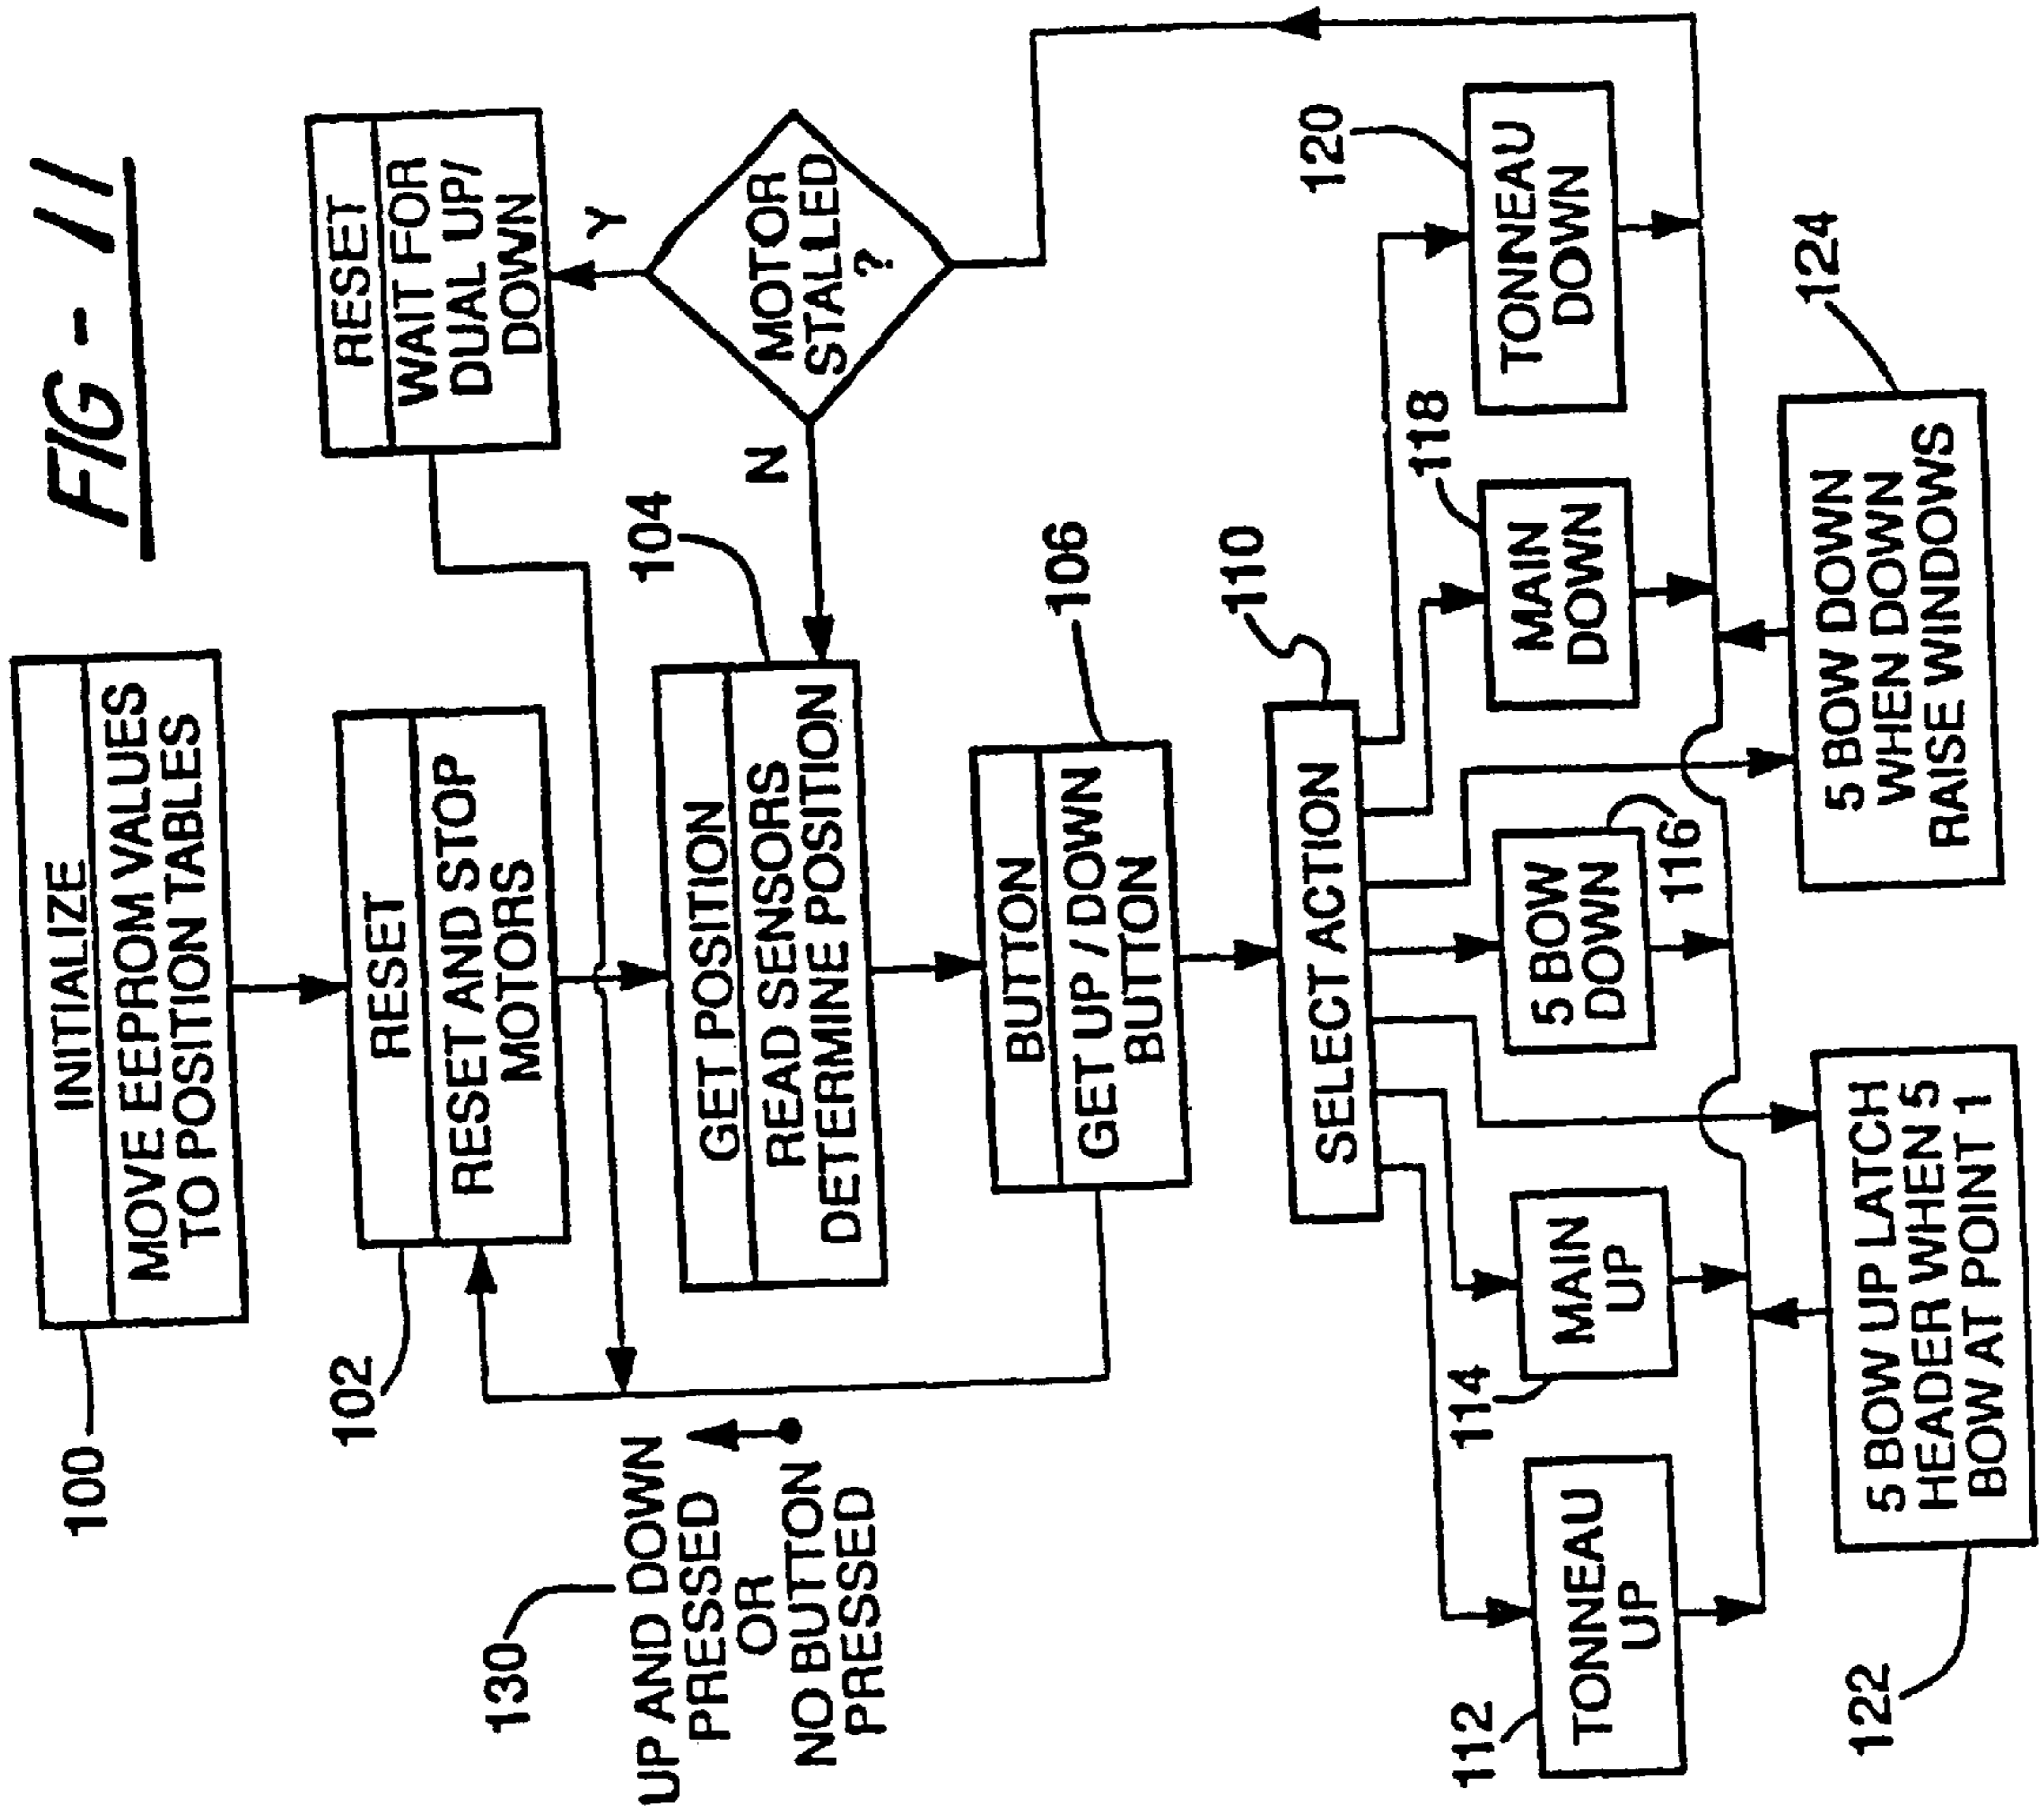 FIG - 11
100
INITIALIZE
MOVE EEPROM VALUES
TO POSITION TABLES
102
RESET
RESET AND STOP
MOTORS
RESET
WAIT FOR
DUAL UP/
DOWN
Y
MOTOR
STALLED
?
N
130
UP AND DOWN
PRESSED
OR
NO BUTTON
PRESSED
104
GET POSITION
READ SENSORS
DETERMINE POSITION
106
BUTTON
GET UP / DOWN
BUTTON
110
SELECT ACTION
112
TONNEAU
UP
114
MAIN
UP
5 BOW
DOWN
116
118
MAIN
DOWN
120
TONNEAU
DOWN
122
5 BOW UP LATCH
HEADER WHEN 5
BOW AT POINT 1
124
5 BOW DOWN
WHEN DOWN
RAISE WINDOWS